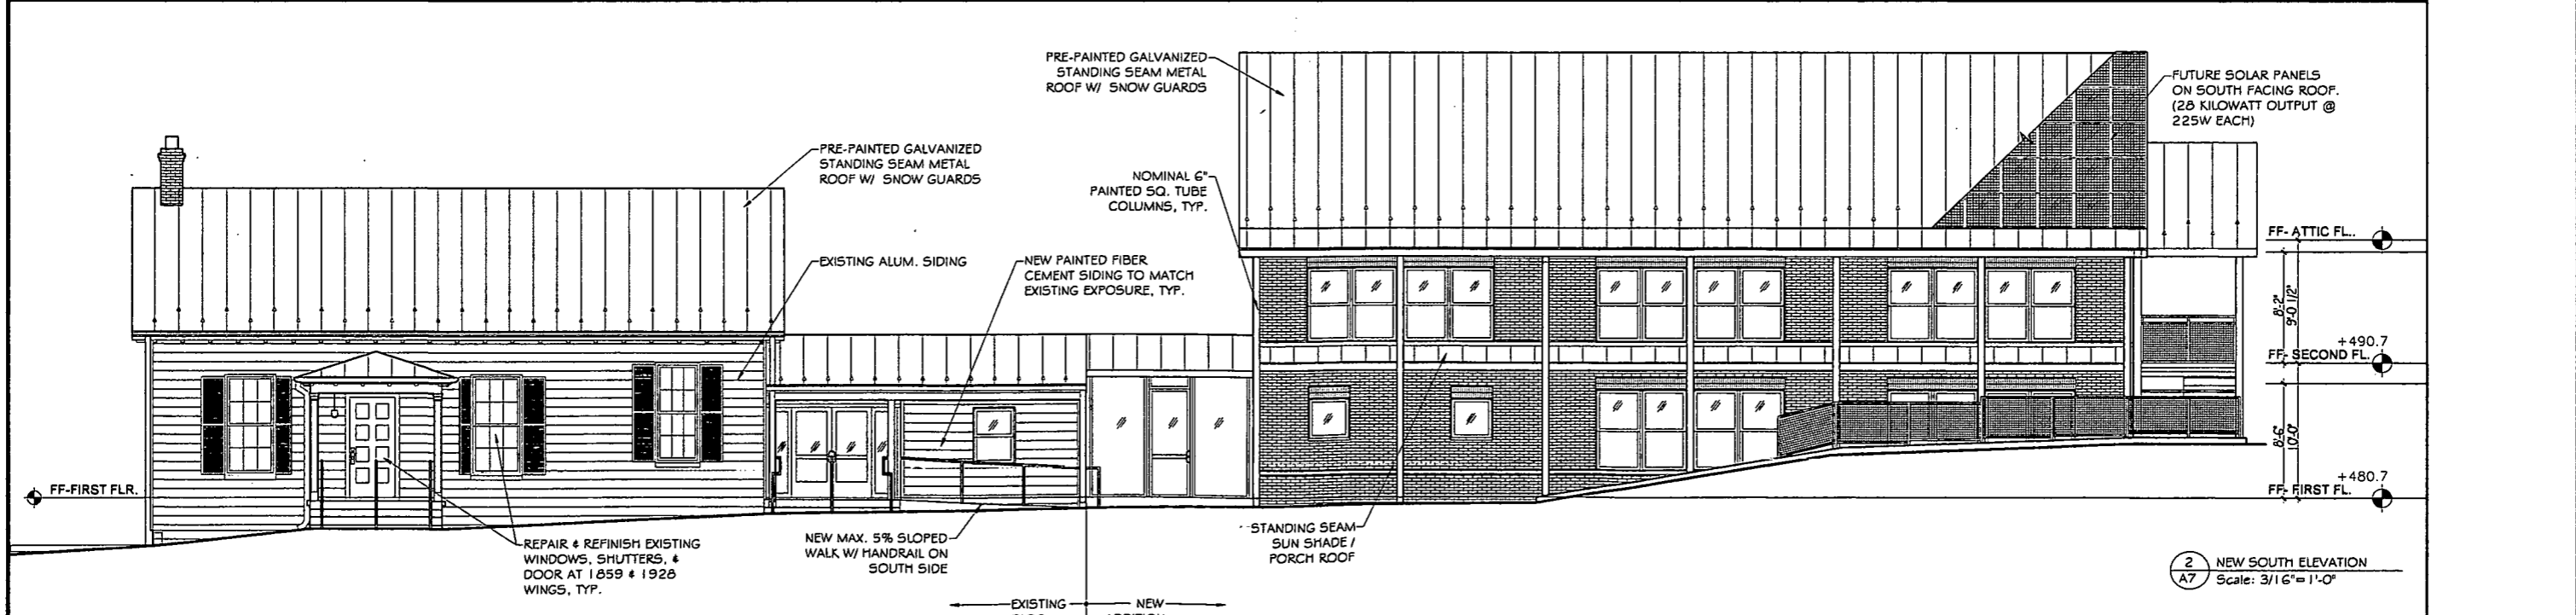 PRE-PAINTED GALVANIZED
STANDING SEAM METAL
ROOF W/ SNOW GUARDS
FUTURE SOLAR PANELS
ON SOUTH FACING ROOF.
(28 KILOWATT OUTPUT @
225W EACH)
PRE-PAINTED GALVANIZED
STANDING SEAM METAL
ROOF W/ SNOW GUARDS
NOMINAL 6"
PAINTED SQ. TUBE
COLUMNS, TYP.
EXISTING ALUM. SIDING
NEW PAINTED FIBER
CEMENT SIDING TO MATCH
EXISTING EXPOSURE, TYP.
FF- ATTIC FL..
8'-2"
9'-0 1/2"
+490.7
FF- SECOND FL.
8'-6"
10'-0"
+480.7
FF- FIRST FL.
FF-FIRST FLR.
REPAIR & REFINISH EXISTING
WINDOWS, SHUTTERS, &
DOOR AT 1859 & 1928
WINGS, TYP.
NEW MAX. 5% SLOPED
WALK W/ HANDRAIL ON
SOUTH SIDE
STANDING SEAM
SUN SHADE /
PORCH ROOF
2
A7
NEW SOUTH ELEVATION
Scale: 3/16"= 1'-0"
EXISTING
NEW